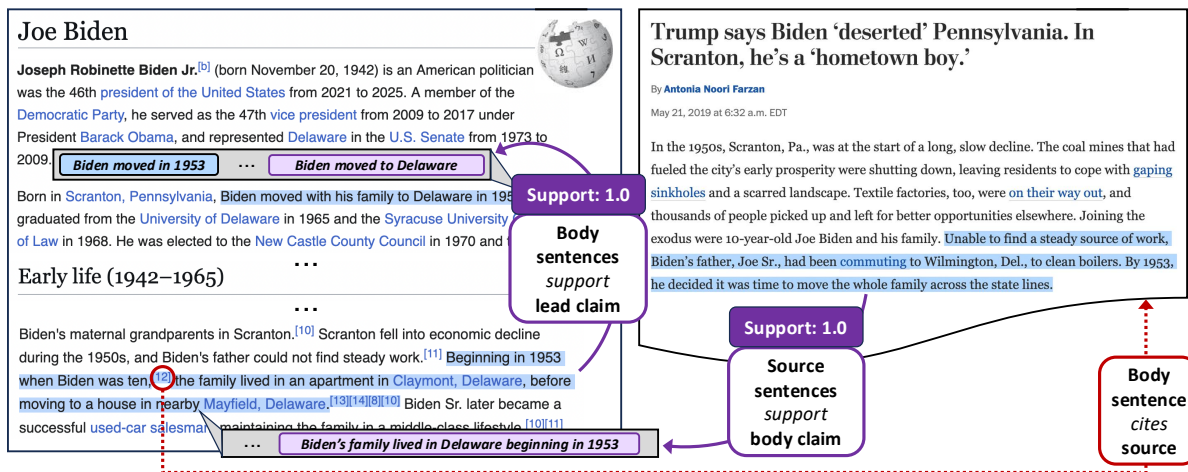 Joe Biden
Joseph Robinette Biden Jr.[b] (born November 20, 1942) is an American politician
was the 46th president of the United States from 2021 to 2025. A member of the
Democratic Party, he served as the 47th vice president from 2009 to 2017 under
President Barack Obama, and represented Delaware in the U.S. Senate from 1973 to
2009.
Biden moved in 1953 ... Biden moved to Delaware
Born in Scranton, Pennsylvania, Biden moved with his family to Delaware in 195
graduated from the University of Delaware in 1965 and the Syracuse University
of Law in 1968. He was elected to the New Castle County Council in 1970 and
...
Early life (1942–1965)
...
Biden's maternal grandparents in Scranton.[10] Scranton fell into economic decline
during the 1950s, and Biden's father could not find steady work.[11] Beginning in 1953
when Biden was ten,[12] the family lived in an apartment in Claymont, Delaware, before
moving to a house in nearby Mayfield, Delaware.[13][14][8][10] Biden Sr. later became a
successful used-car salesman maintaining the family in a middle-class lifestyle.[10][11]
... Biden's family lived in Delaware beginning in 1953
Support: 1.0
Body
sentences
support
lead claim
Trump says Biden ‘deserted’ Pennsylvania. In
Scranton, he’s a ‘hometown boy.’
By Antonia Noori Farzan
May 21, 2019 at 6:32 a.m. EDT
In the 1950s, Scranton, Pa., was at the start of a long, slow decline. The coal mines that had
fueled the city’s early prosperity were shutting down, leaving residents to cope with gaping
sinkholes and a scarred landscape. Textile factories, too, were on their way out, and
thousands of people picked up and left for better opportunities elsewhere. Joining the
exodus were 10-year-old Joe Biden and his family. Unable to find a steady source of work,
Biden’s father, Joe Sr., had been commuting to Wilmington, Del., to clean boilers. By 1953,
he decided it was time to move the whole family across the state lines.
Support: 1.0
Source
sentences
support
body claim
Body
sentence
cites
source